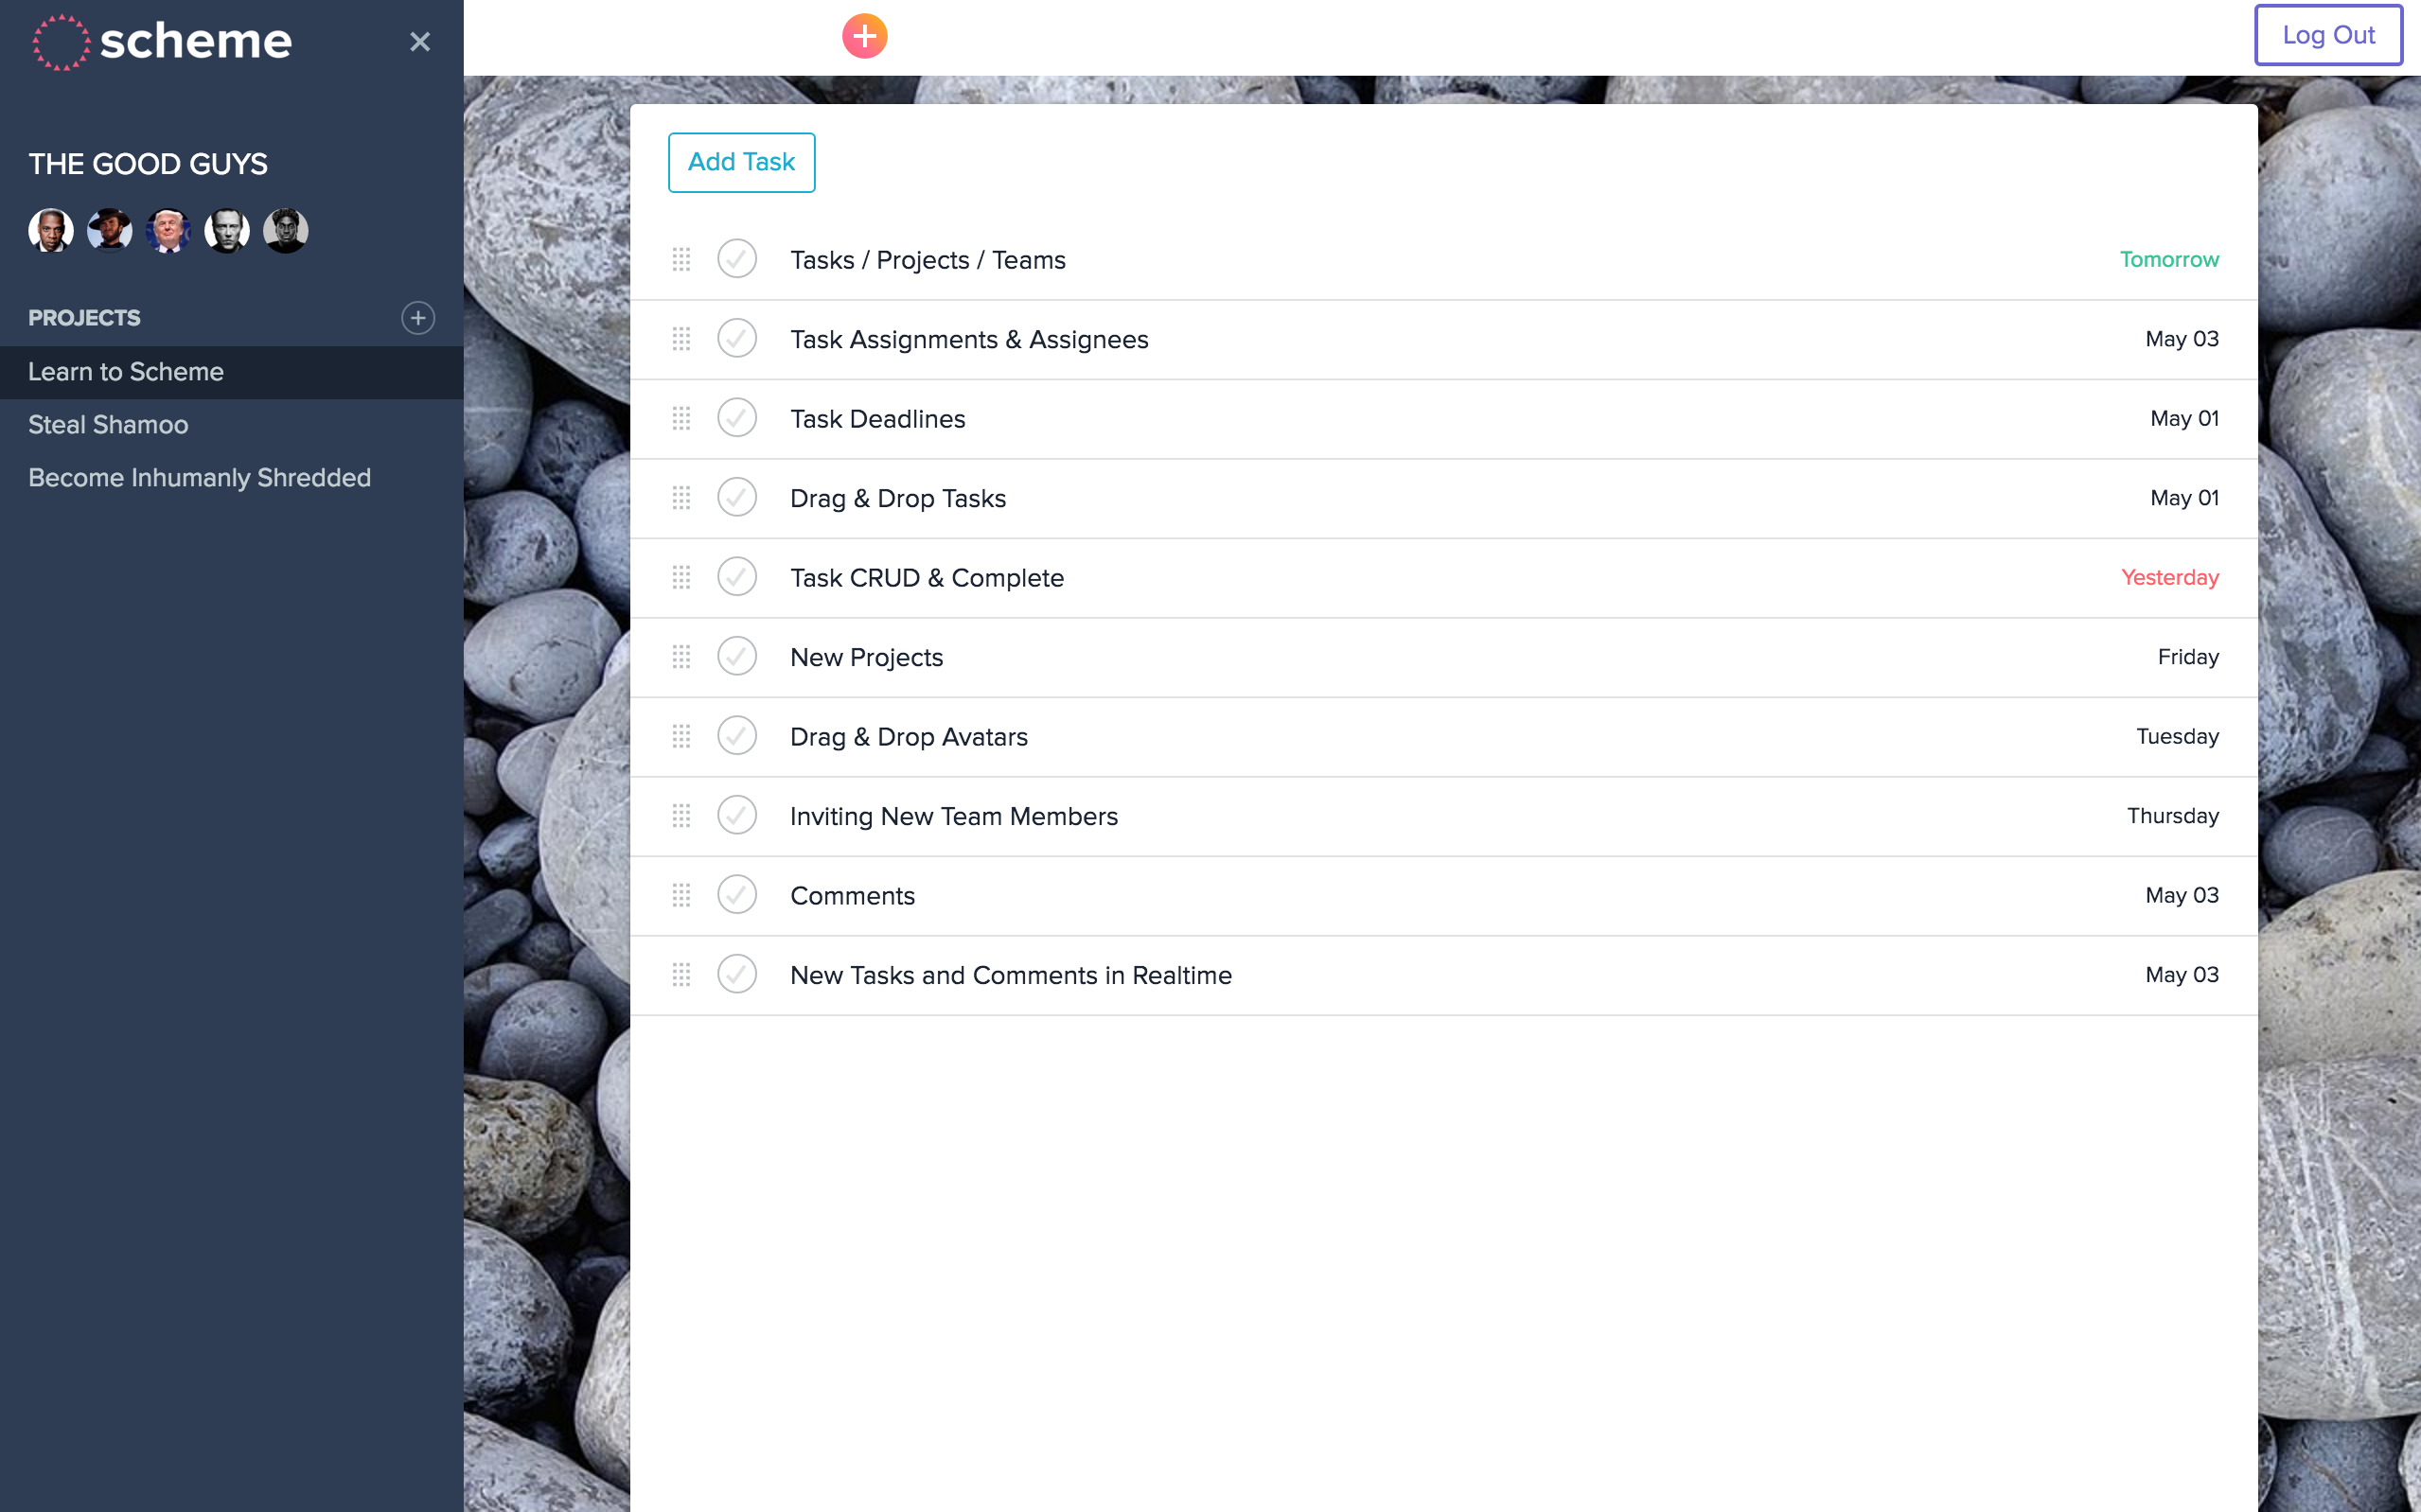 scheme
Log Out
THE GOOD GUYS
PROJECTS
Learn to Scheme
Steal Shamoo
Become Inhumanly Shredded
Add Task
Tasks / Projects / Teams Tomorrow
Task Assignments & Assignees May 03
Task Deadlines May 01
Drag & Drop Tasks May 01
Task CRUD & Complete Yesterday
New Projects Friday
Drag & Drop Avatars Tuesday
Inviting New Team Members Thursday
Comments May 03
New Tasks and Comments in Realtime May 03